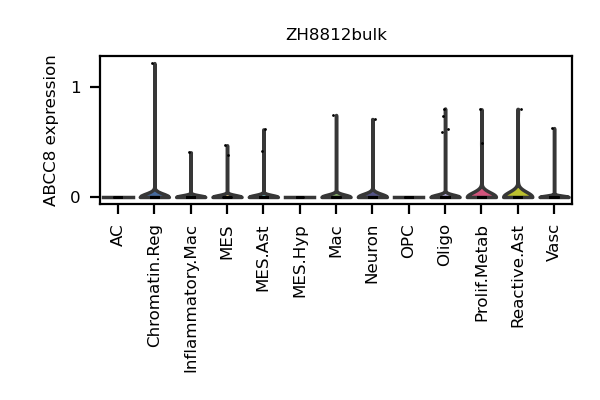 ZH8812bulk
ABCC8 expression
1
0
AC
Chromatin.Reg
Inflammatory.Mac
MES
MES.Ast
MES.Hyp
Mac
Neuron
OPC
Oligo
Prolif.Metab
Reactive.Ast
Vasc